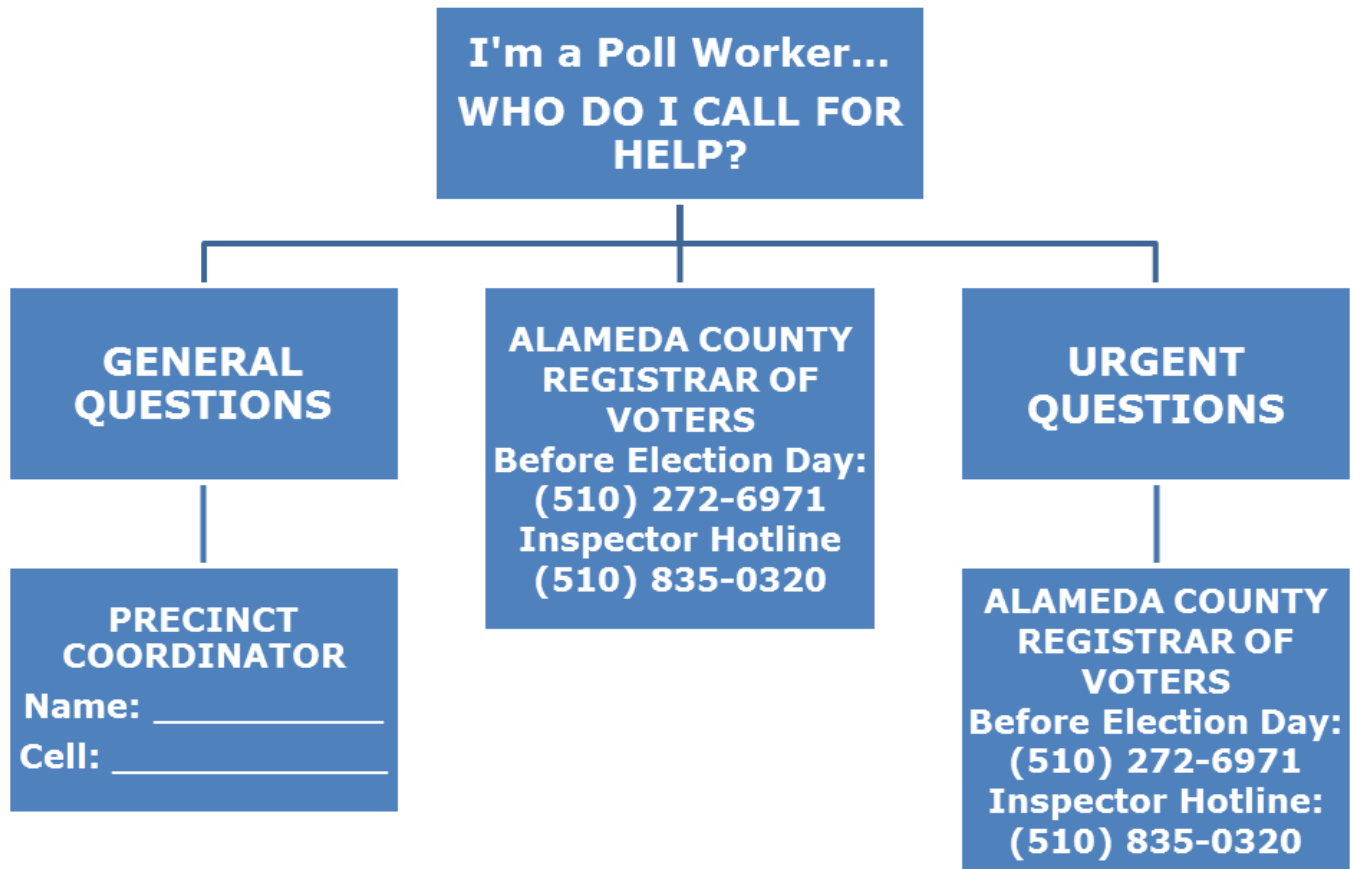 I'm a Poll Worker...
WHO DO I CALL FOR
HELP?
GENERAL
QUESTIONS
PRECINCT
COORDINATOR
Name: ____________
Cell: _______________
ALAMEDA COUNTY
REGISTRAR OF
VOTERS
Before Election Day:
(510) 272-6971
Inspector Hotline
(510) 835-0320
URGENT
QUESTIONS
ALAMEDA COUNTY
REGISTRAR OF
VOTERS
Before Election Day:
(510) 272-6971
Inspector Hotline:
(510) 835-0320